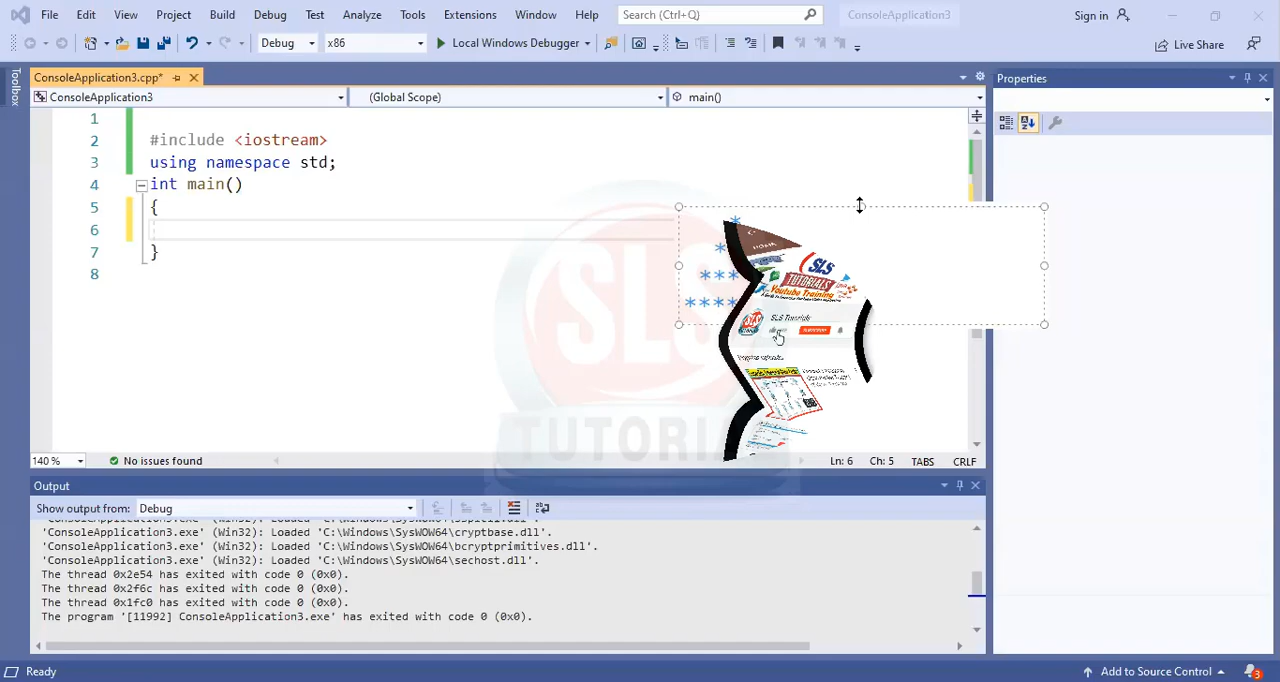 File Edit View Project Build Debug Test Analyze Tools Extensions Window Help Search (Ctrl+Q) ConsoleApplication3 Sign in
Debug x86 Local Windows Debugger Live Share
Toolbox
ConsoleApplication3.cpp* Properties
ConsoleApplication3 (Global Scope) main()
1
2 #include <iostream>
3 using namespace std;
4 int main()
5 {
6
7 }
8
*
*
***
****
HOME
SLS
TUTORIALS
Youtube Training
SLS Tutorials
SUBSCRIBE
SLS
TUTORI
140 % No issues found Ln: 6 Ch: 5 TABS CRLF
Output
Show output from: Debug
'ConsoleApplication3.exe' (Win32): Loaded 'C:\Windows\SysWOW64\cryptbase.dll'.
'ConsoleApplication3.exe' (Win32): Loaded 'C:\Windows\SysWOW64\bcryptprimitives.dll'.
'ConsoleApplication3.exe' (Win32): Loaded 'C:\Windows\SysWOW64\sechost.dll'.
The thread 0x2e54 has exited with code 0 (0x0).
The thread 0x2f6c has exited with code 0 (0x0).
The thread 0x1fc0 has exited with code 0 (0x0).
The program '[11992] ConsoleApplication3.exe' has exited with code 0 (0x0).
Ready Add to Source Control 3